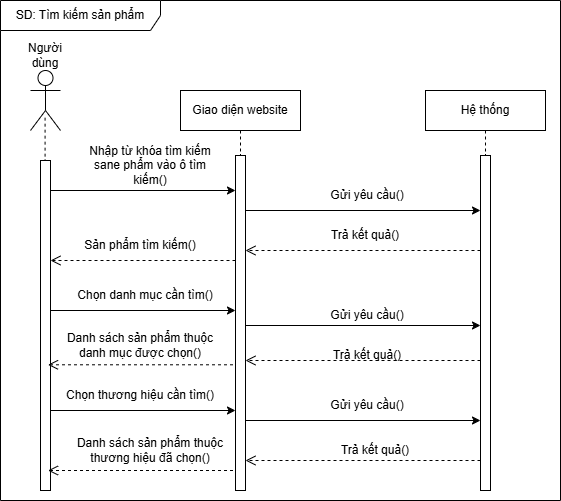 SD: Tìm kiếm sản phẩm
Người
dùng
Giao diện website
Hệ thống
Nhập từ khóa tìm kiếm
sane phẩm vào ô tìm
kiếm()
Gửi yêu cầu()
Trả kết quả()
Sản phẩm tìm kiếm()
Chọn danh mục cần tìm()
Gửi yêu cầu()
Danh sách sản phẩm thuộc
danh mục được chọn()
Trả kết quả()
Chọn thương hiệu cần tìm()
Gửi yêu cầu()
Danh sách sản phẩm thuộc
thương hiệu đã chọn()
Trả kết quả()